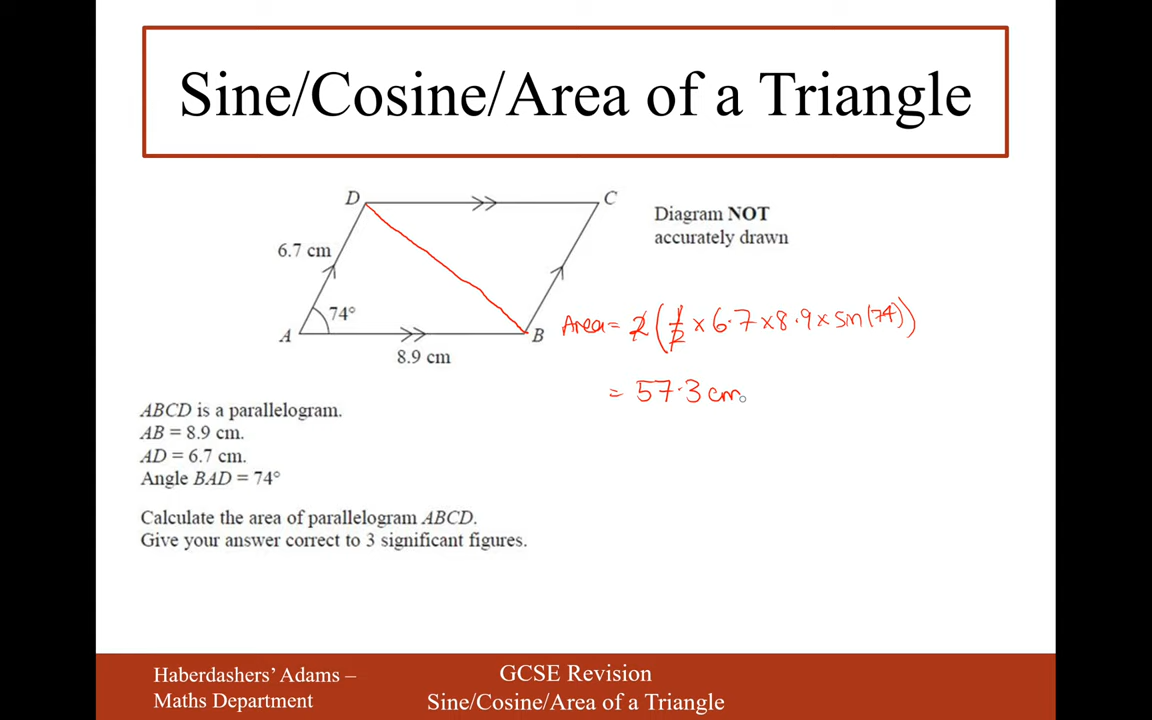 Sine/Cosine/Area of a Triangle
D
C
Diagram NOT
accurately drawn
6.7 cm
74°
A
B
8.9 cm
Area = 2 (1/2 × 6.7 × 8.9 × sin(74))
= 57.3 cm
ABCD is a parallelogram.
AB = 8.9 cm.
AD = 6.7 cm.
Angle BAD = 74°
Calculate the area of parallelogram ABCD.
Give your answer correct to 3 significant figures.
Haberdashers' Adams –
Maths Department
GCSE Revision
Sine/Cosine/Area of a Triangle